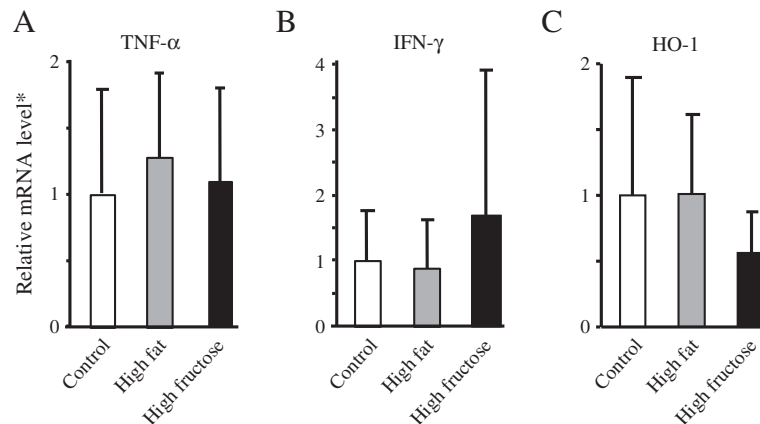 A
TNF-α
Relative mRNA level*
2
1
0
Control
High fat
High fructose
B
IFN-γ
4
3
2
1
0
Control
High fat
High fructose
C
HO-1
2
1
0
Control
High fat
High fructose